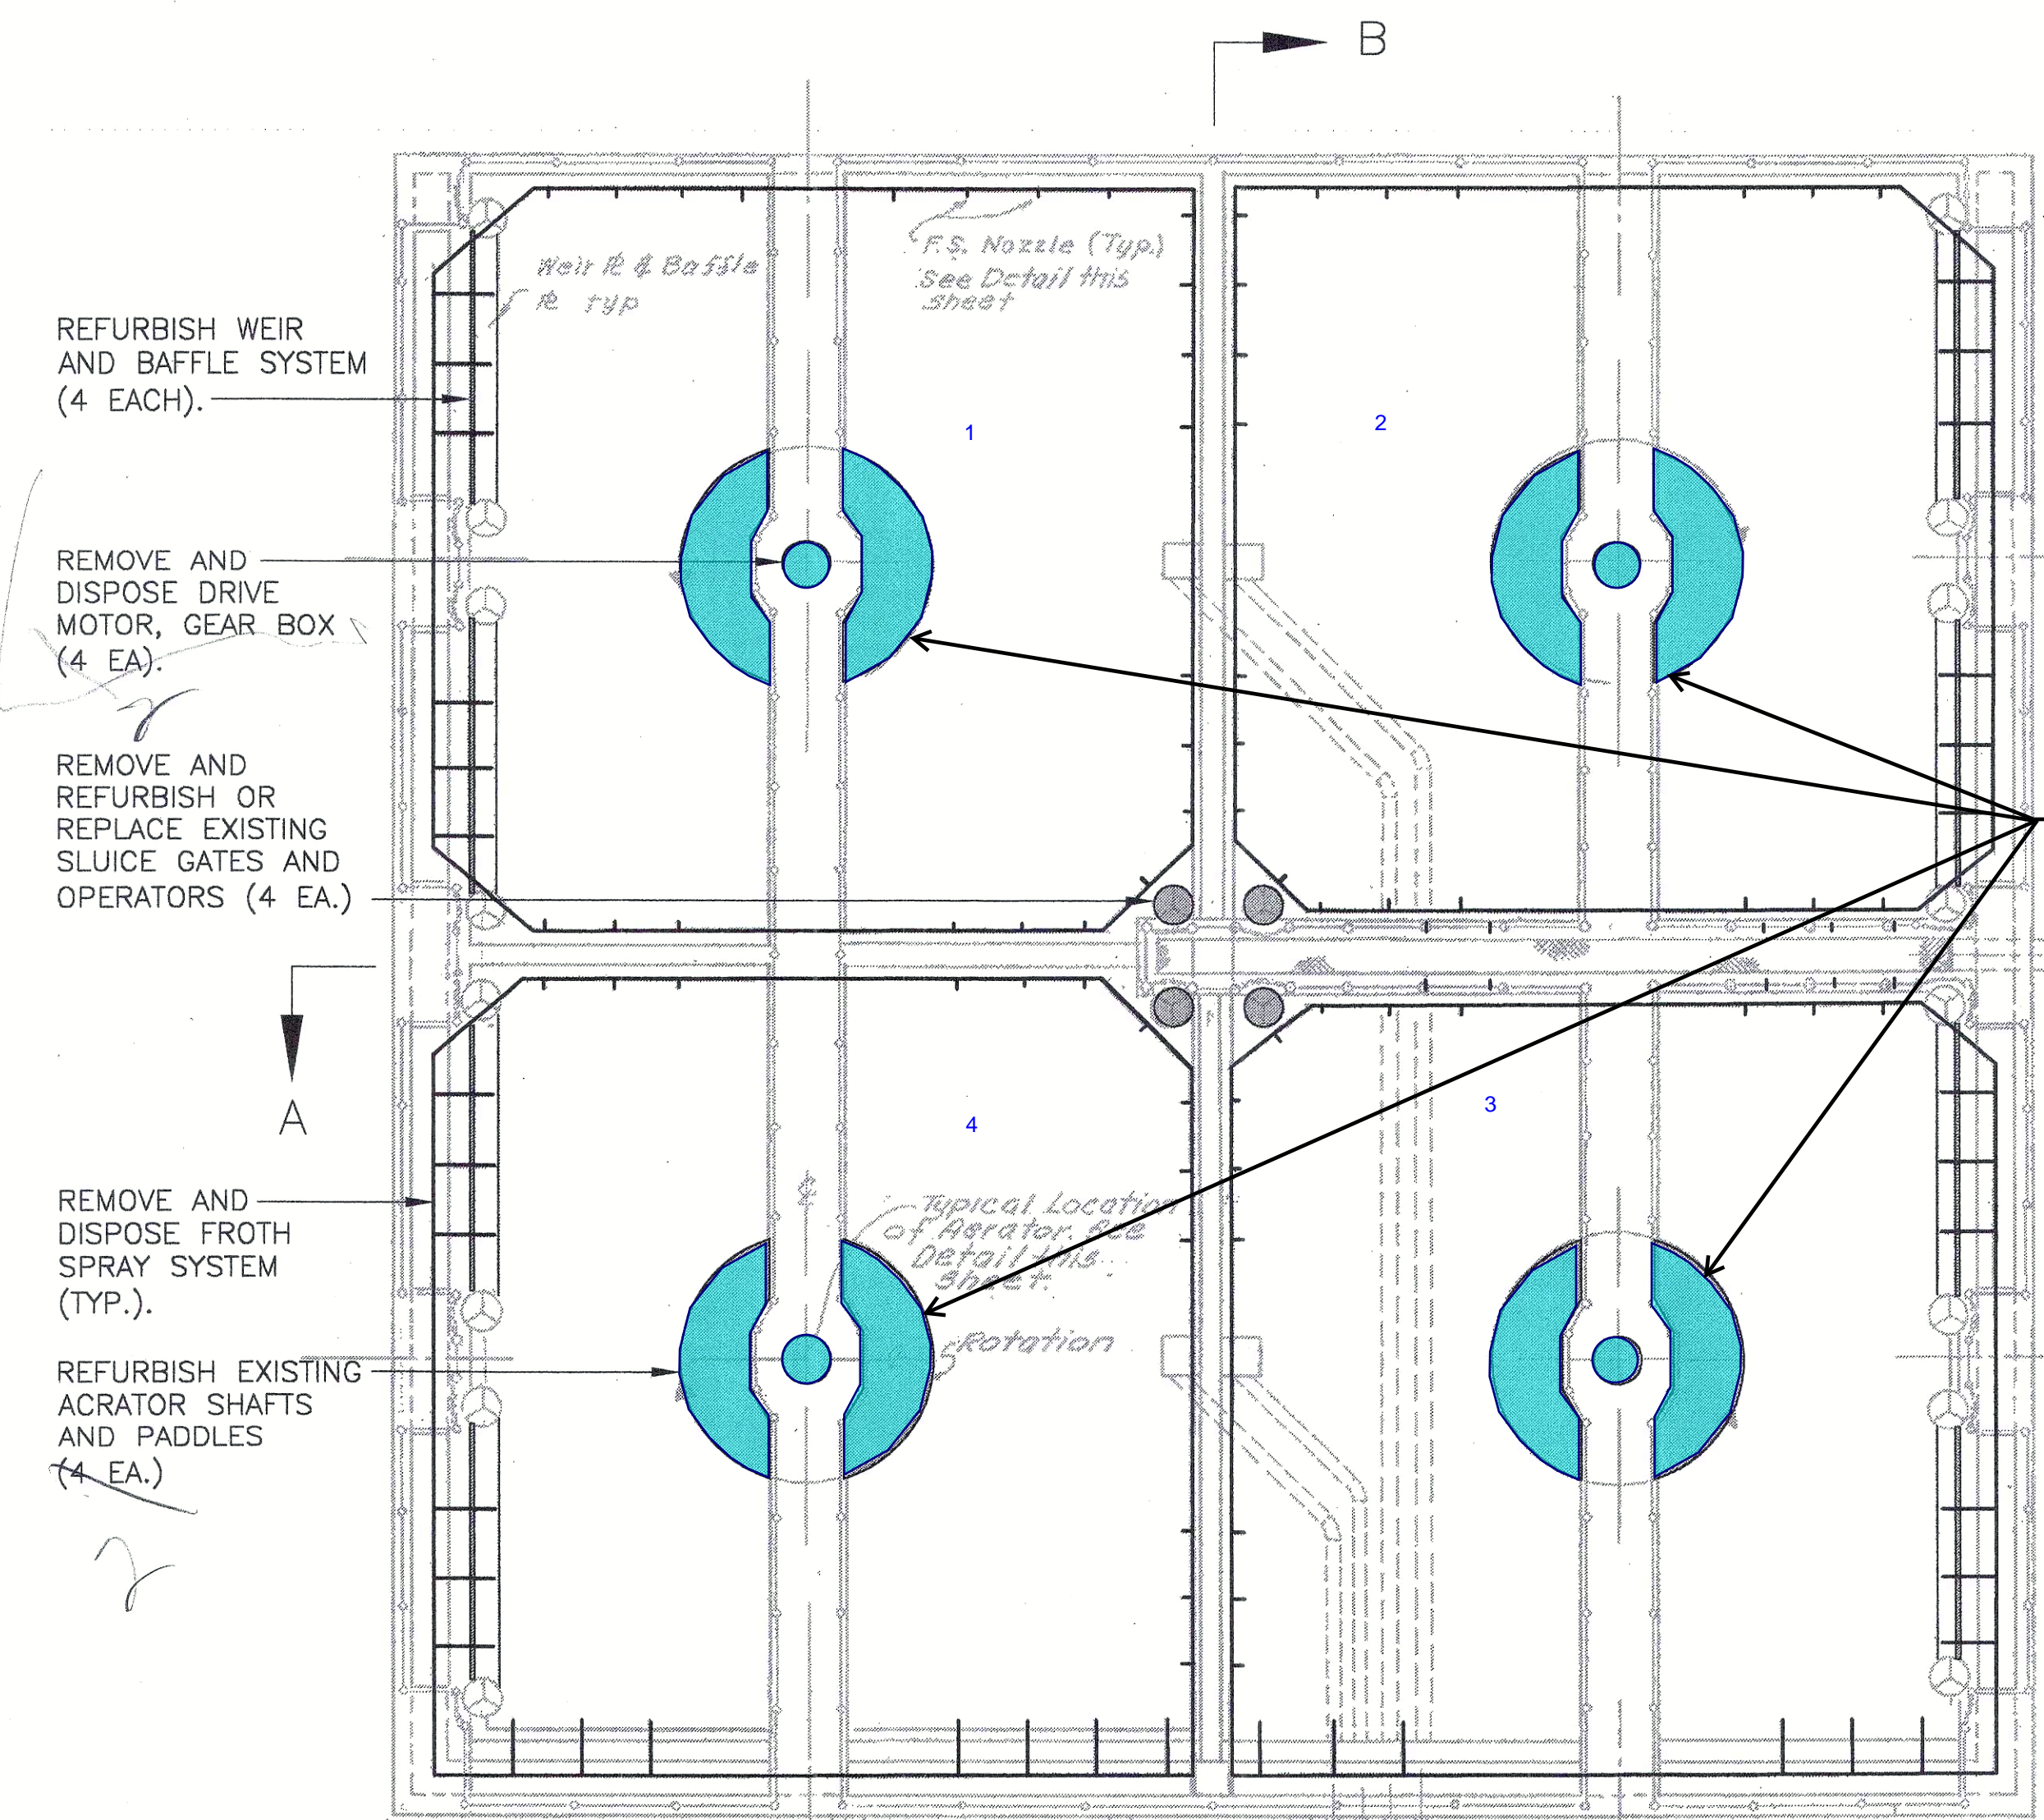 B
Weir ℄ & Baffle
℄ typ
F.S. Nozzle (Typ.)
See Detail this
Sheet
REFURBISH WEIR
AND BAFFLE SYSTEM
(4 EACH).
1
2
REMOVE AND
DISPOSE DRIVE
MOTOR, GEAR BOX
(4 EA).
2
REMOVE AND
REFURBISH OR
REPLACE EXISTING
SLUICE GATES AND
OPERATORS (4 EA.)
A
4
3
REMOVE AND
DISPOSE FROTH
SPRAY SYSTEM
(TYP.).
℄
Typical Location
of Aerator. See
Detail this
Sheet.
Rotation
REFURBISH EXISTING
ACRATOR SHAFTS
AND PADDLES
(4 EA.)
2